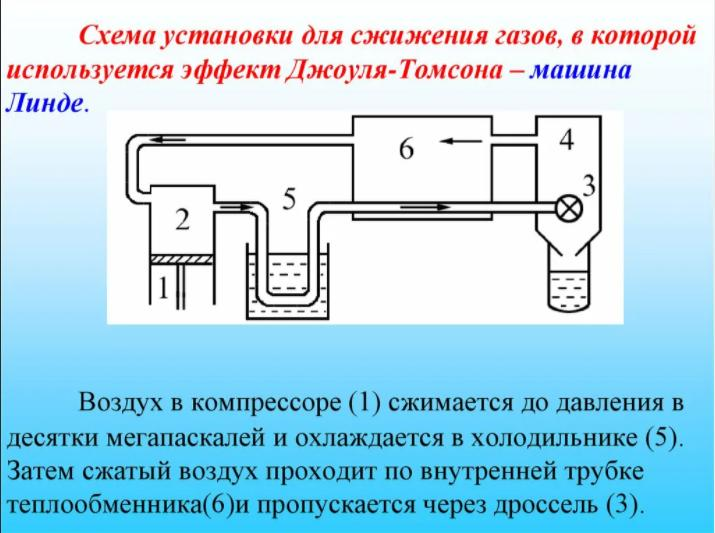 Схема установки для сжижения газов, в которой
используется эффект Джоуля-Томсона – машина
Линде.
6
4
3
5
2
1
Воздух в компрессоре (1) сжимается до давления в
десятки мегапаскалей и охлаждается в холодильнике (5).
Затем сжатый воздух проходит по внутренней трубке
теплообменника(6)и пропускается через дроссель (3).